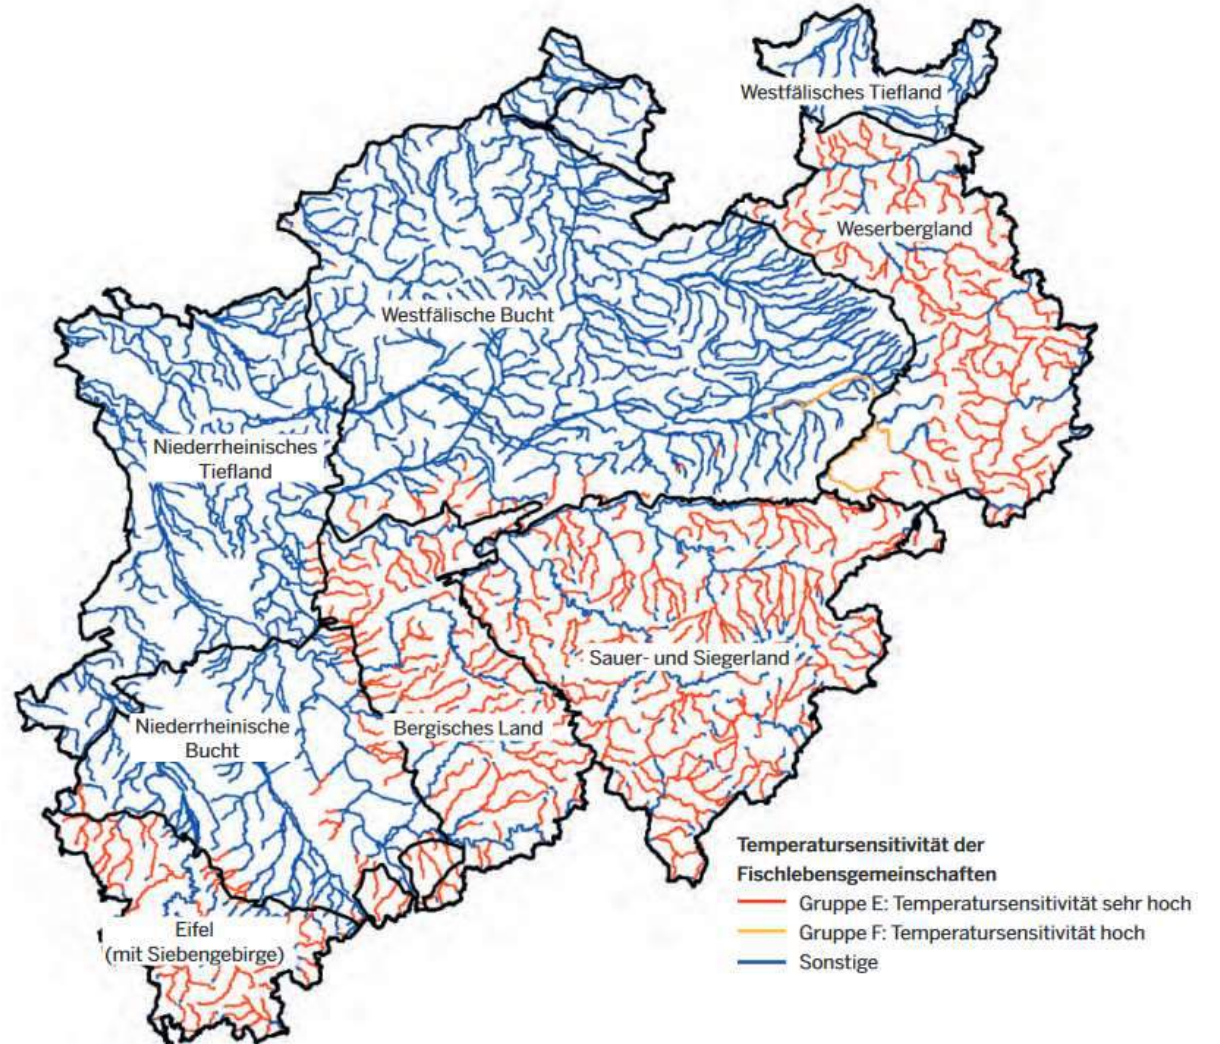 Westfälisches Tiefland
Weserbergland
Westfälische Bucht
Niederrheinisches
Tiefland
Sauer- und Siegerland
Niederrheinische
Bucht
Bergisches Land
Eifel
(mit Siebengebirge)
Temperatursensitivität der
Fischlebensgemeinschaften
Gruppe E: Temperatursensitivität sehr hoch
Gruppe F: Temperatursensitivität hoch
Sonstige